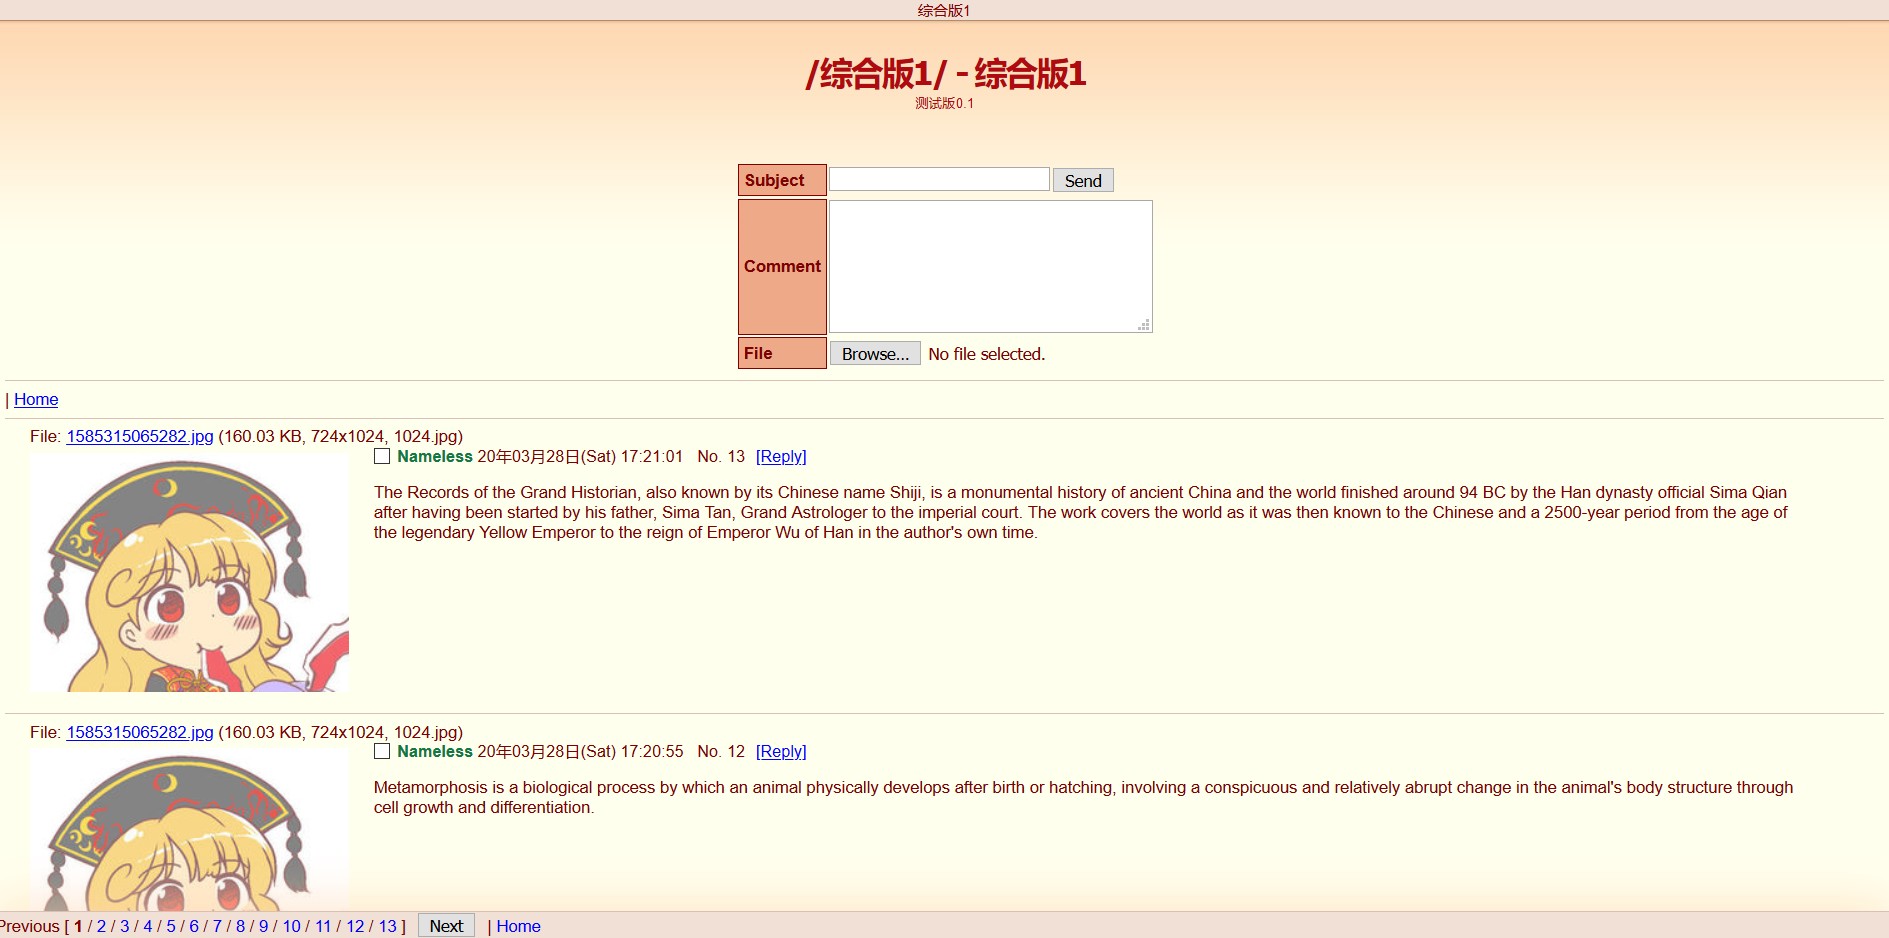 综合版1
/综合版1/ - 综合版1
测试版0.1
Subject Send
Comment
File Browse... No file selected.
| Home
File: 1585315065282.jpg (160.03 KB, 724x1024, 1024.jpg)
Nameless 20年03月28日(Sat) 17:21:01 No. 13 [Reply]
The Records of the Grand Historian, also known by its Chinese name Shiji, is a monumental history of ancient China and the world finished around 94 BC by the Han dynasty official Sima Qian
after having been started by his father, Sima Tan, Grand Astrologer to the imperial court. The work covers the world as it was then known to the Chinese and a 2500-year period from the age of
the legendary Yellow Emperor to the reign of Emperor Wu of Han in the author's own time.
File: 1585315065282.jpg (160.03 KB, 724x1024, 1024.jpg)
Nameless 20年03月28日(Sat) 17:20:55 No. 12 [Reply]
Metamorphosis is a biological process by which an animal physically develops after birth or hatching, involving a conspicuous and relatively abrupt change in the animal's body structure through
cell growth and differentiation.
Previous [ 1 / 2 / 3 / 4 / 5 / 6 / 7 / 8 / 9 / 10 / 11 / 12 / 13 ] Next | Home